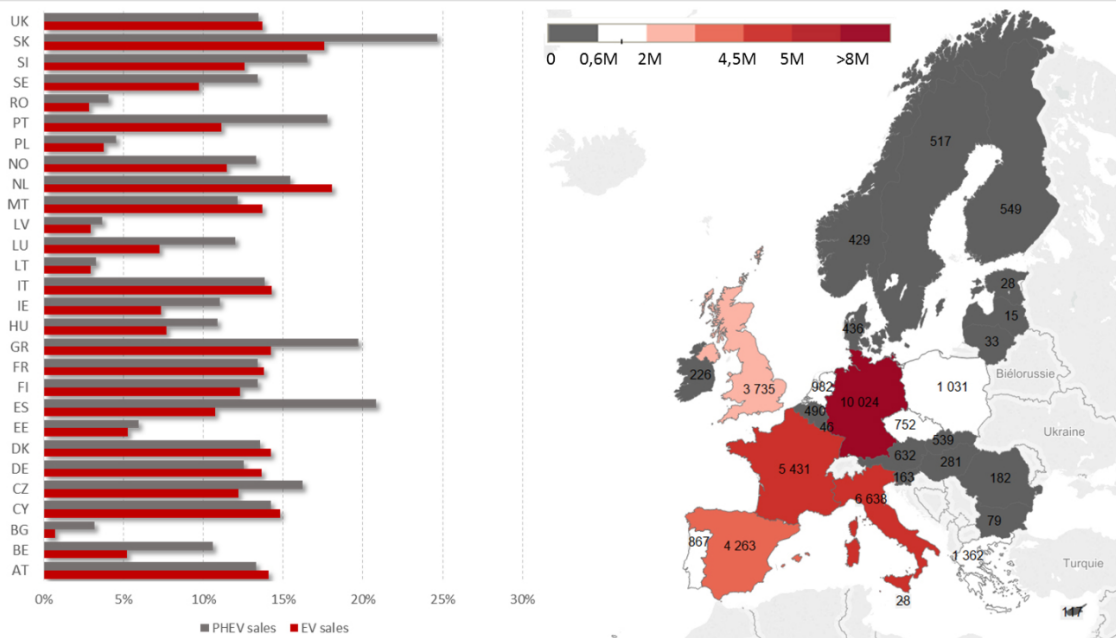 UK
SK
SI
SE
RO
PT
PL
NO
NL
MT
LV
LU
LT
IT
IE
HU
GR
FR
FI
ES
EE
DK
DE
CZ
CY
BG
BE
AT
0% 5% 10% 15% 20% 25% 30%
PHEV sales EV sales
0 0,6M 2M 4,5M 5M >8M
517
549
429
28
15
436
33
226
982
1 031
3 735
10 024
490
46
752
539
632
281
5 431
163
182
6 638
79
867
4 263
1 362
28
117
Biélorussie
Ukraine
Turquie